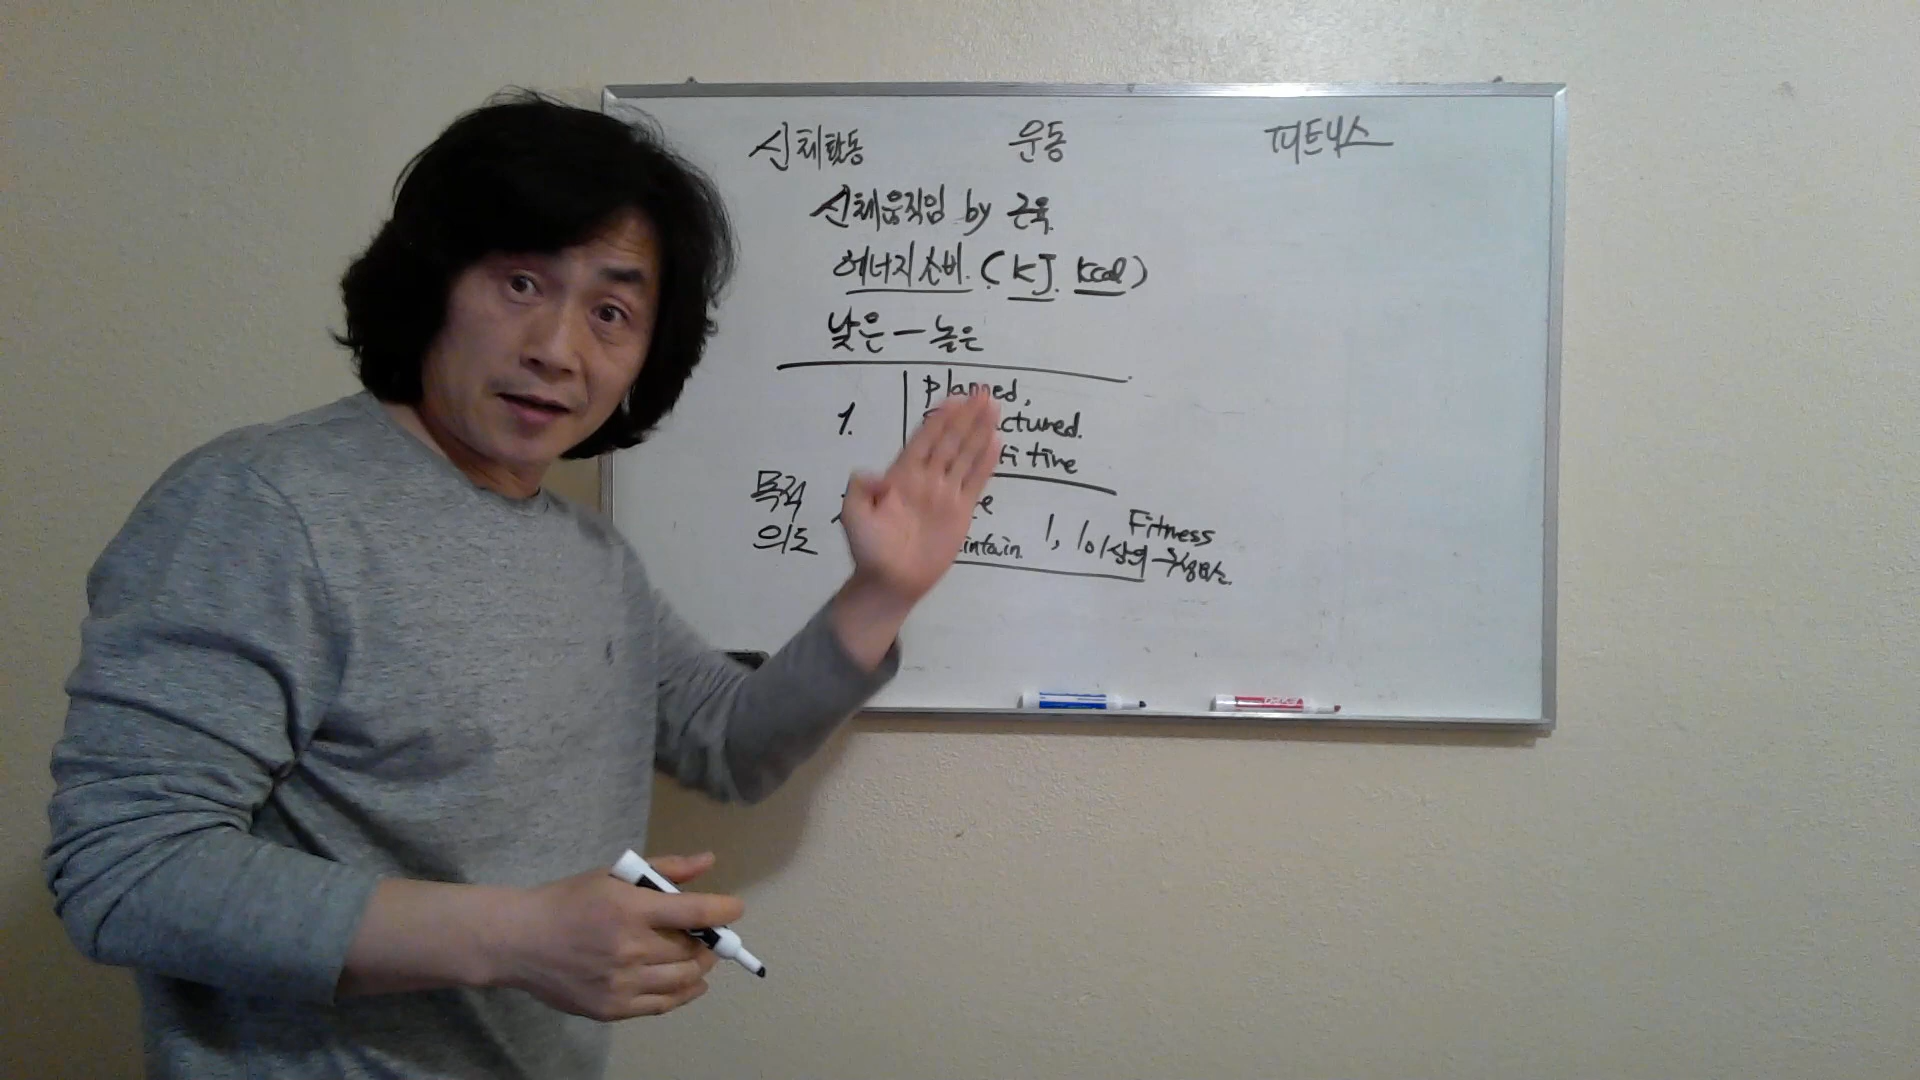 신체활동 운동 피트니스
신체움직임 by 근육
에너지소비. (KJ. Kcal)
낮은 – 높은
planned,
1.
titive
목적
의도
Fitness
1, 1이상의 구성요소.